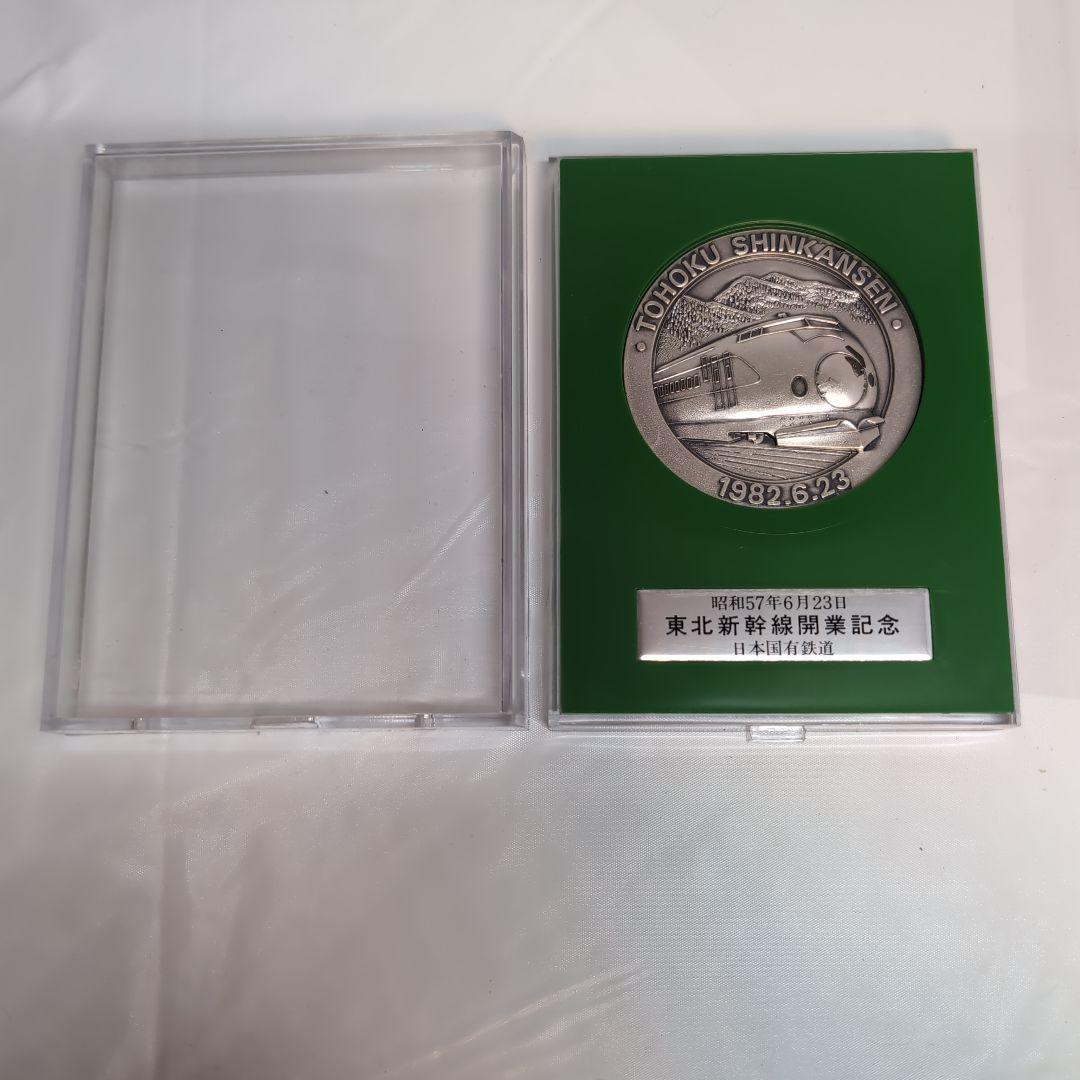 • TOHOKU SHINKANSEN •
1982.6.23
昭和57年6月23日
東北新幹線開業記念
日本国有鉄道